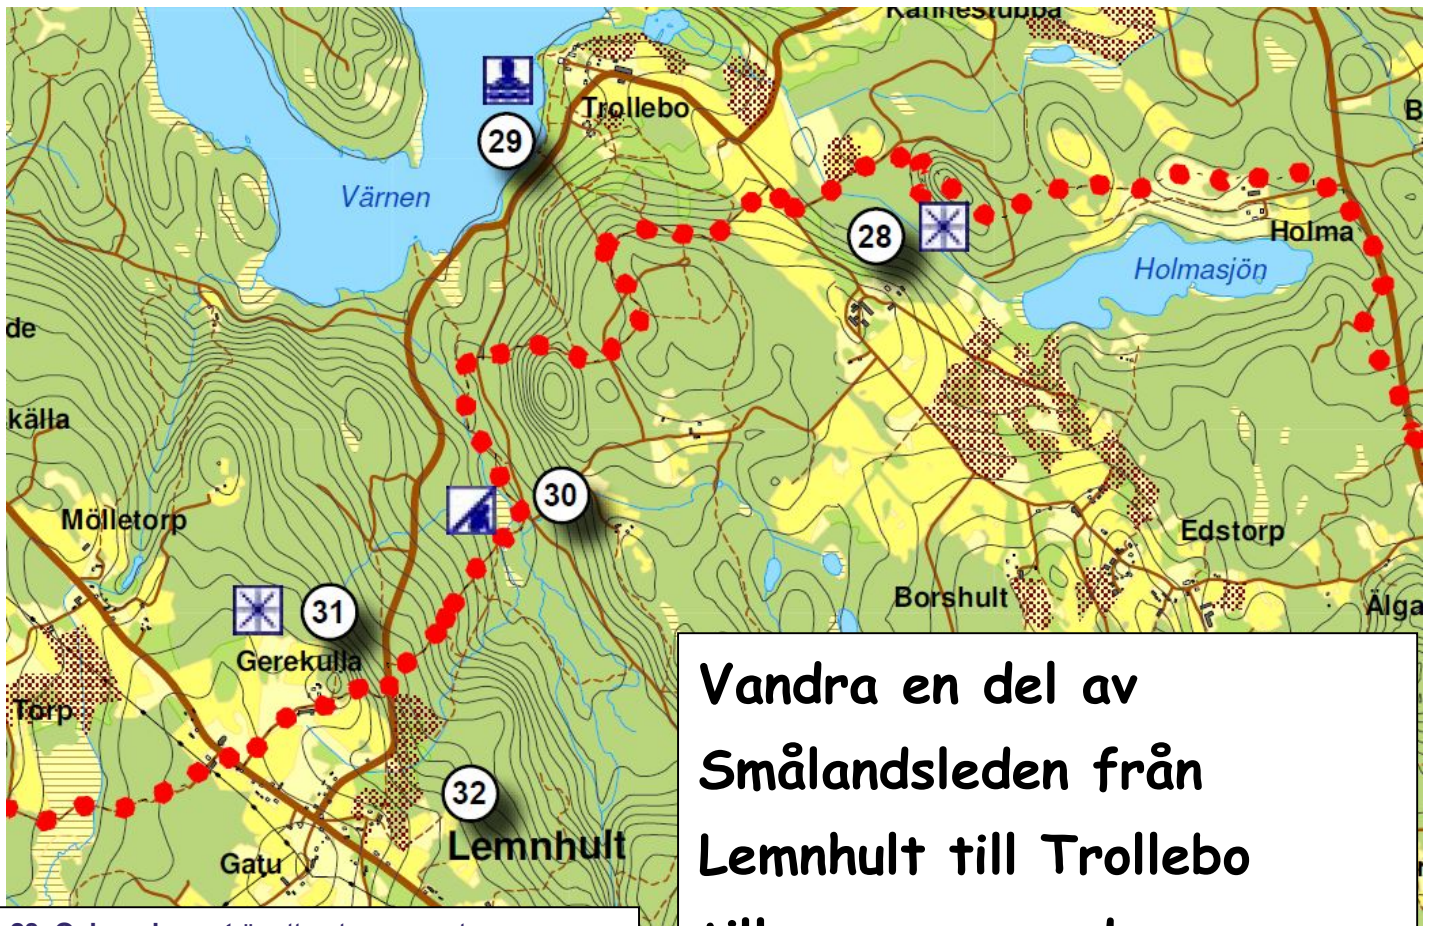 Kännestubba
Trollebo
29
B
Värnen
28
Holma
Holmasjön
de
källa
30
Mölletorp
Edstorp
31
Borshult
Älga
Gerekulla
Torp
Vandra en del av
Smålandsleden från
Lemnhult till Trollebo
32
Lemnhult
Gatu